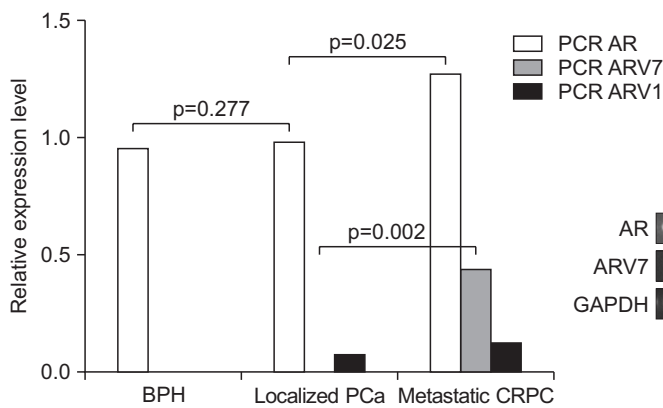 Relative expression level
1.5
1.0
0.5
0.0
p=0.277
p=0.025
p=0.002
BPH
Localized PCa
Metastatic CRPC
PCR AR
PCR ARV7
PCR ARV1
AR
ARV7
GAPDH